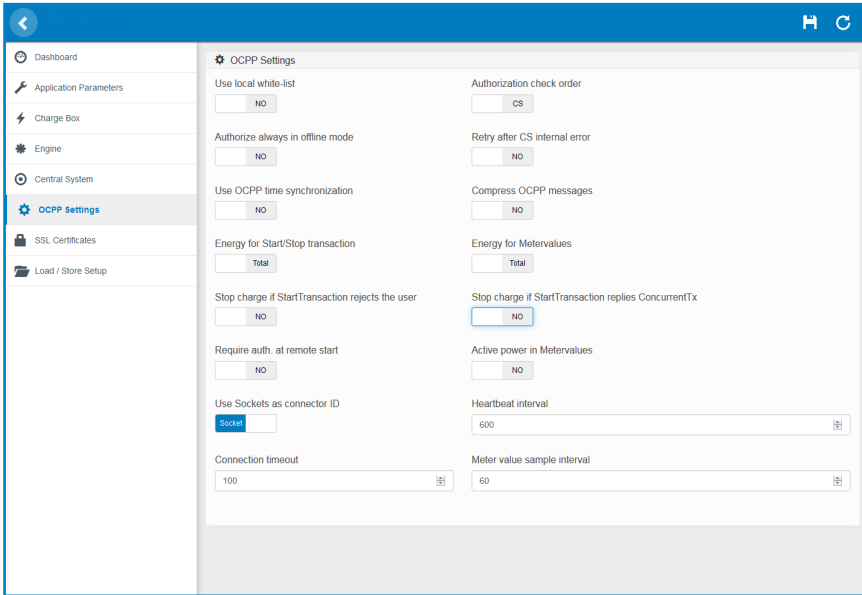 Dashboard
Application Parameters
Charge Box
Engine
Central System
OCPP Settings
SSL Certificates
Load / Store Setup
OCPP Settings
Use local white-list
NO
Authorization check order
CS
Authorize always in offline mode
NO
Retry after CS internal error
NO
Use OCPP time synchronization
NO
Compress OCPP messages
NO
Energy for Start/Stop transaction
Total
Energy for Metervalues
Total
Stop charge if StartTransaction rejects the user
NO
Stop charge if StartTransaction replies ConcurrentTx
NO
Require auth. at remote start
NO
Active power in Metervalues
NO
Use Sockets as connector ID
Socket
Heartbeat interval
600
Connection timeout
100
Meter value sample interval
60